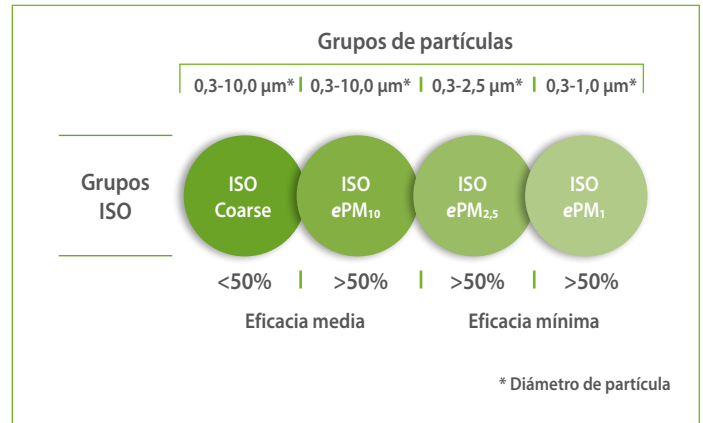 Grupos de partículas
0,3-10,0 µm* 0,3-10,0 µm* 0,3-2,5 µm* 0,3-1,0 µm*
Grupos
ISO
ISO
Coarse
ISO
ePM10
ISO
ePM2,5
ISO
ePM1
<50% >50% >50% >50%
Eficacia media Eficacia mínima
* Diámetro de partícula